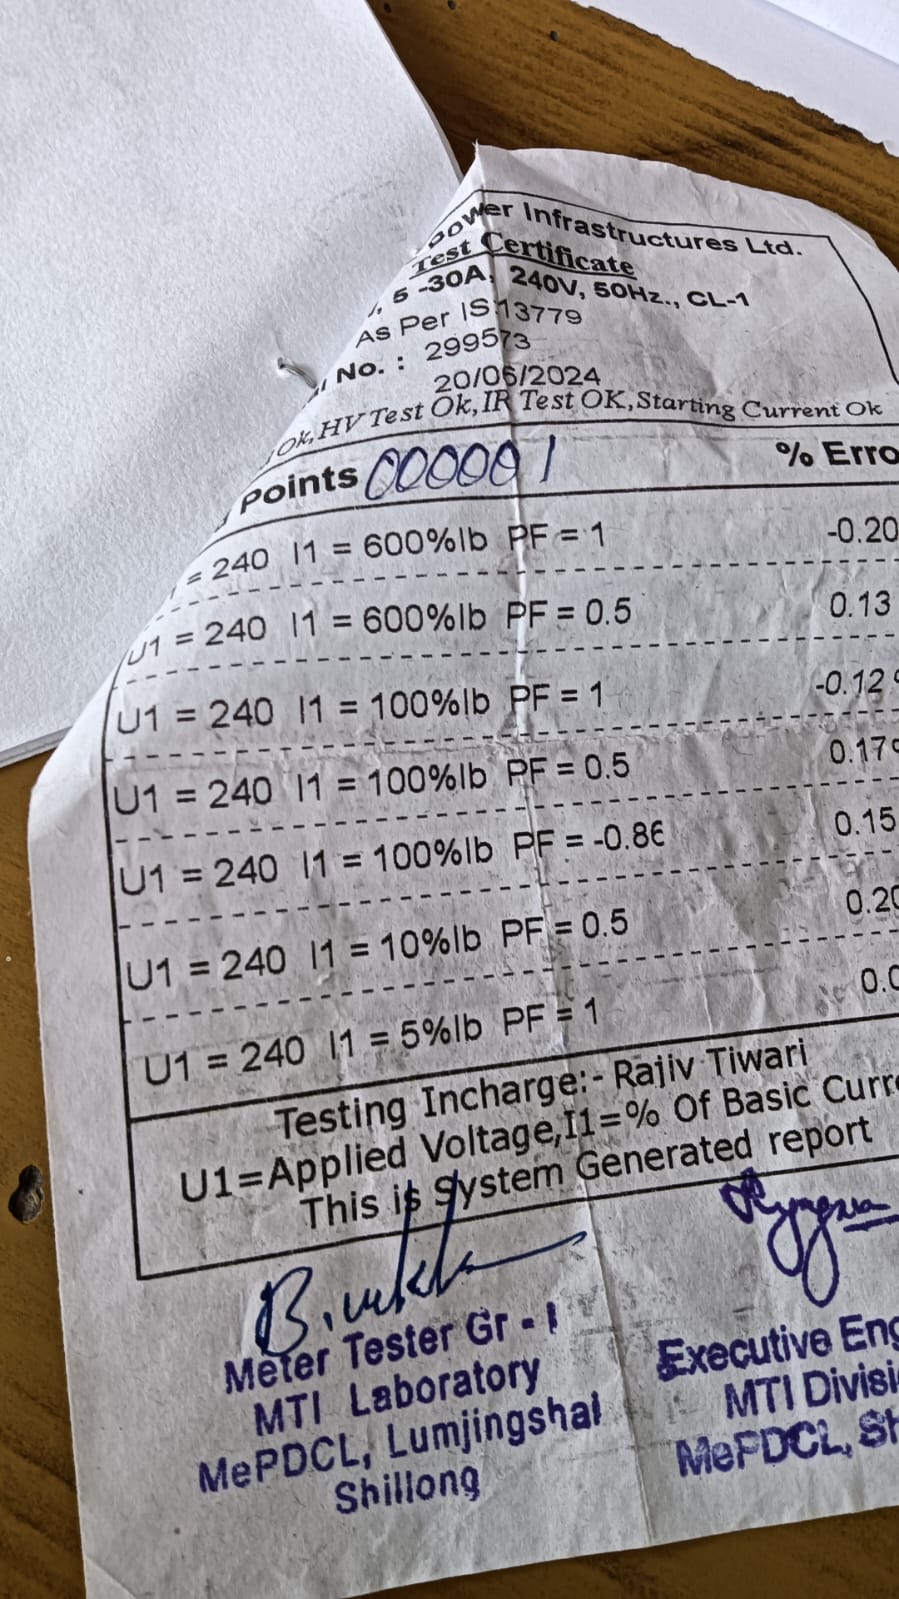 Power Infrastructures Ltd.
Test Certificate
, 5 -30A, 240V, 50Hz., CL-1
As Per IS 13779
No. : 299573
20/06/2024
Ok, HV Test Ok, IR Test OK, Starting Current Ok
Points 0000001 % Erro
= 240 I1 = 600%Ib PF = 1 -0.20
U1 = 240 I1 = 600%Ib PF = 0.5 0.13
U1 = 240 I1 = 100%Ib PF = 1 -0.12
U1 = 240 I1 = 100%Ib PF = 0.5 0.17
U1 = 240 I1 = 100%Ib PF = -0.86 0.15
U1 = 240 I1 = 10%Ib PF = 0.5 0.20
U1 = 240 I1 = 5%Ib PF = 1 0.0
Testing Incharge:- Rajiv Tiwari
U1=Applied Voltage,I1=% Of Basic Curre
This is System Generated report
Meter Tester Gr - I
MTI Laboratory
MePDCL, Lumjingshai
Shillong
Executive Eng
MTI Divisi
MePDCL, Sh